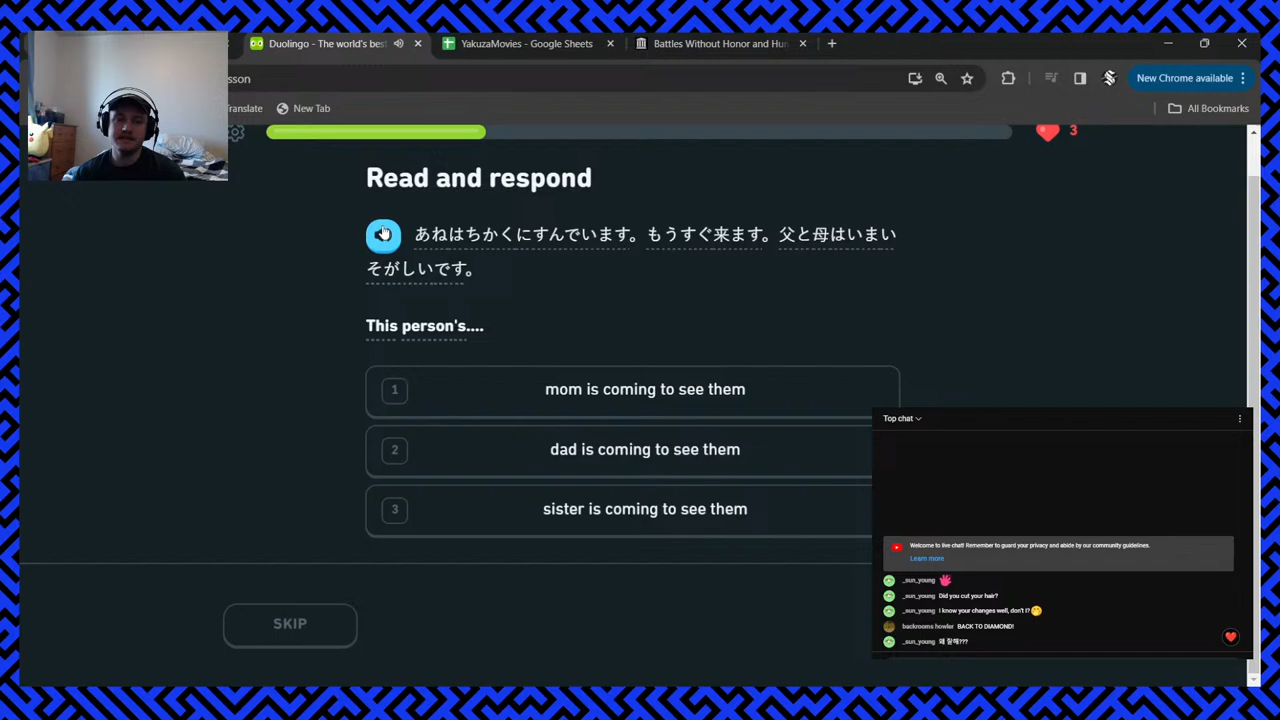 Duolingo - The world's best
YakuzaMovies - Google Sheets
Battles Without Honor and Hun
sson
New Chrome available
Translate
New Tab
All Bookmarks
3
Read and respond
あねはちかくにすんでいます。もうすぐ来ます。父と母はいまい
そがしいです。
This person's....
1 mom is coming to see them
2 dad is coming to see them
3 sister is coming to see them
SKIP
Top chat
Welcome to live chat! Remember to guard your privacy and abide by our community guidelines.
Learn more
_sun_young
_sun_young Did you cut your hair?
_sun_young I know your changes well, don't I?
backrooms howler BACK TO DIAMOND!
_sun_young 왜 잘해???